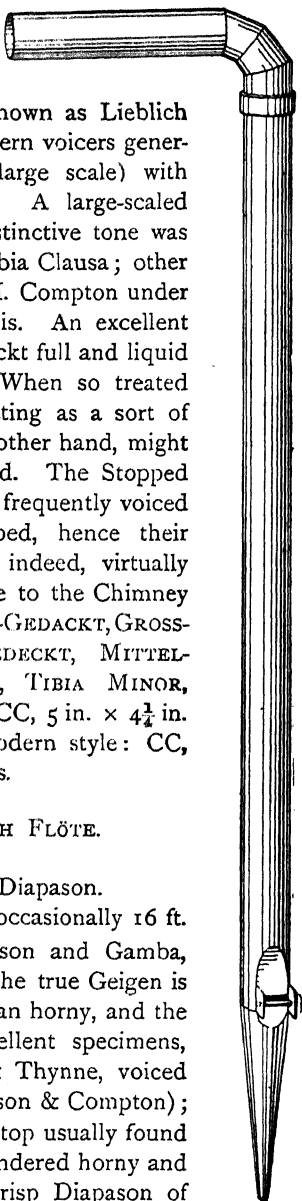 nown as Lieblich
ern voicers gener-
large scale) with
A large-scaled
stinctive tone was
bia Clausa; other
. Compton under
is. An excellent
ckt full and liquid
When so treated
ting as a sort of
other hand, might
d. The Stopped
frequently voiced
ped, hence their
indeed, virtually
e to the Chimney
-GEDACKT, GROSS-
EDECKT, MITTEL-
, TIBIA MINOR,
CC, 5 in. × 4¼ in.
odern style: CC,
s.
H FLÖTE.
Diapason.
occasionally 16 ft.
son and Gamba,
he true Geigen is
an horny, and the
ellent specimens,
Thynne, voiced
son & Compton);
top usually found
ndered horny and
risp Diapason of